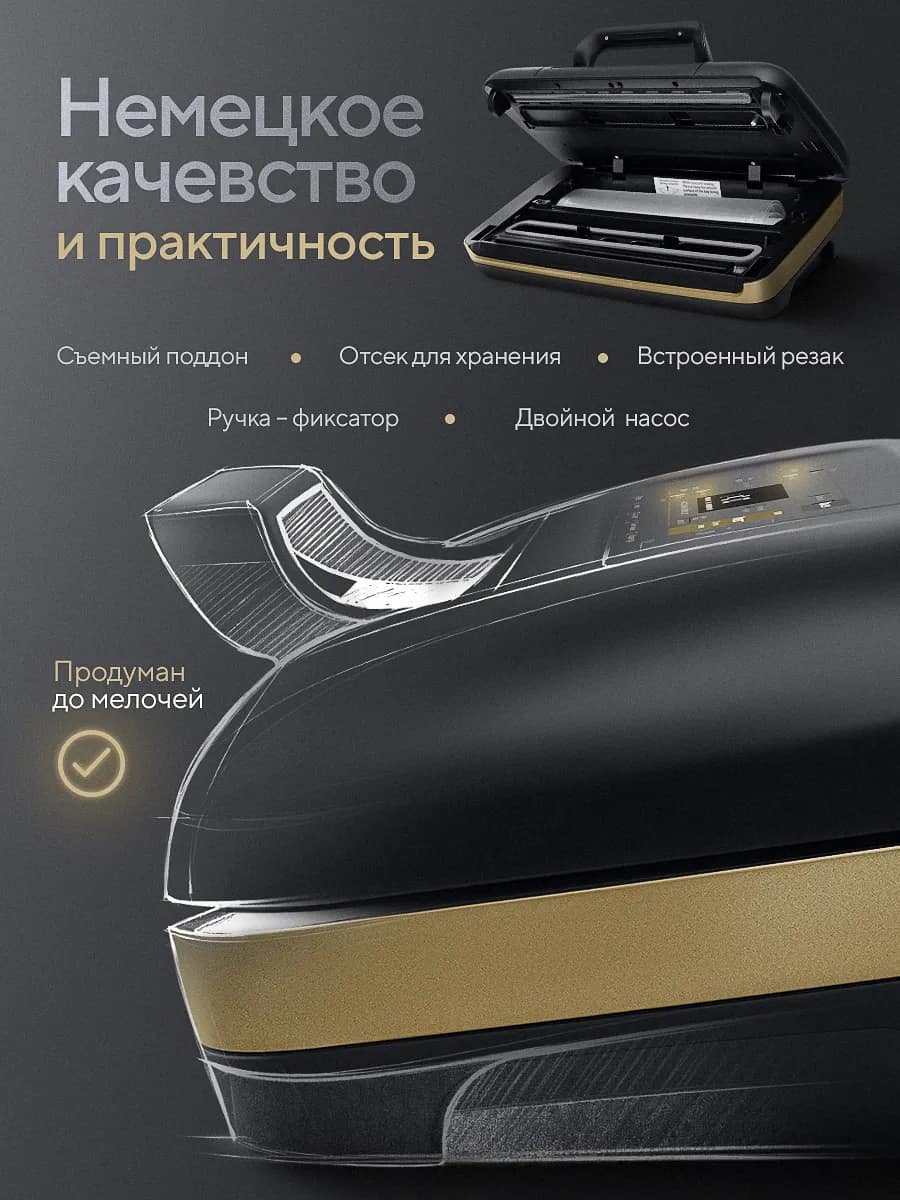 Немецкое
качевство
и практичность
Съемный поддон • Отсек для хранения • Встроенный резак
Ручка – фиксатор • Двойной насос
Продуман
до мелочей